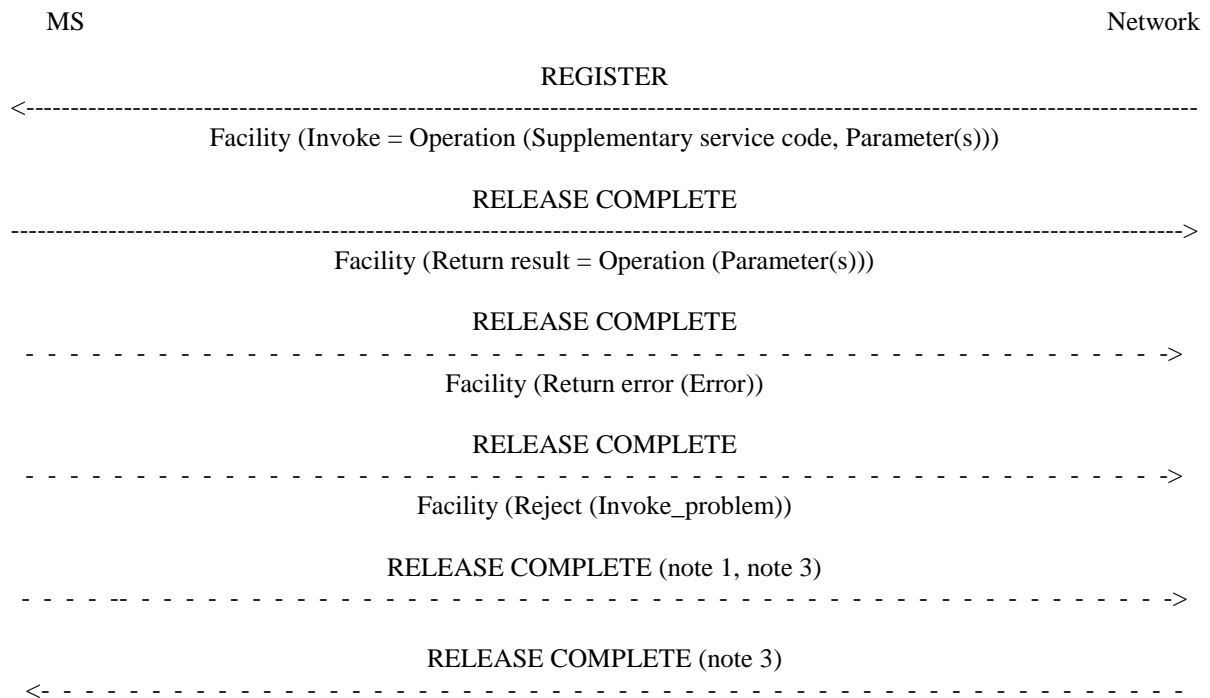 MS Network
REGISTER
<------------------------------------------------------------------------------------------------------------------------------------
Facility (Invoke = Operation (Supplementary service code, Parameter(s)))
RELEASE COMPLETE
------------------------------------------------------------------------------------------------------------------------------------>
Facility (Return result = Operation (Parameter(s)))
RELEASE COMPLETE
- - - - - - - - - - - - - - - - - - - - - - - - - - - - - - - - - - - - - - - - - - - - - - - - - - - ->
Facility (Return error (Error))
RELEASE COMPLETE
- - - - - - - - - - - - - - - - - - - - - - - - - - - - - - - - - - - - - - - - - - - - - - - - - - - ->
Facility (Reject (Invoke_problem))
RELEASE COMPLETE (note 1, note 3)
- - - - -- - - - - - - - - - - - - - - - - - - - - - - - - - - - - - - - - - - - - - - - - - - - - - - ->
RELEASE COMPLETE (note 3)
<- - - - - - - - - - - - - - - - - - - - - - - - - - - - - - - - - - - - - - - - - - - - - - - - - - -